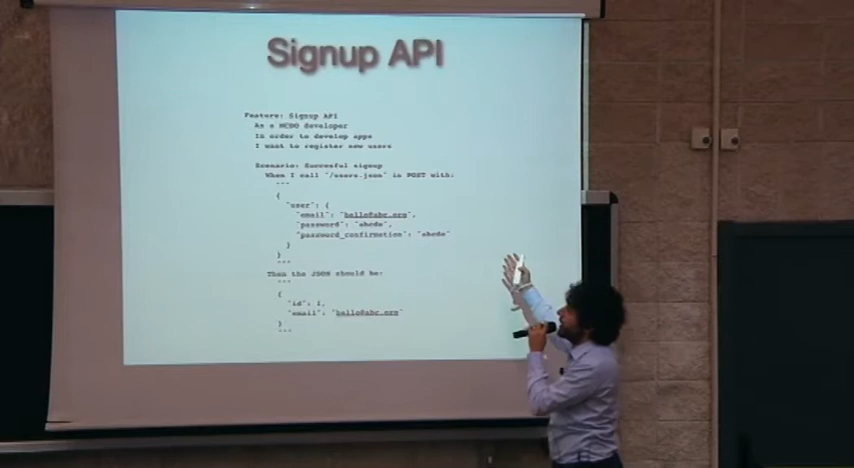 Signup API
Feature: Signup API
As a MCDO developer
In order to develop apps
I want to register new users
Scenario: Succesful signup
When I call "/users.json" in POST with:
"""
{
"user": {
"email": "hello@abc.org",
"password": "abcde",
"password_confirmation": "abcde"
}
}
"""
Then the JSON should be:
"""
{
"id": 1,
"email": "hello@abc.org"
}
"""